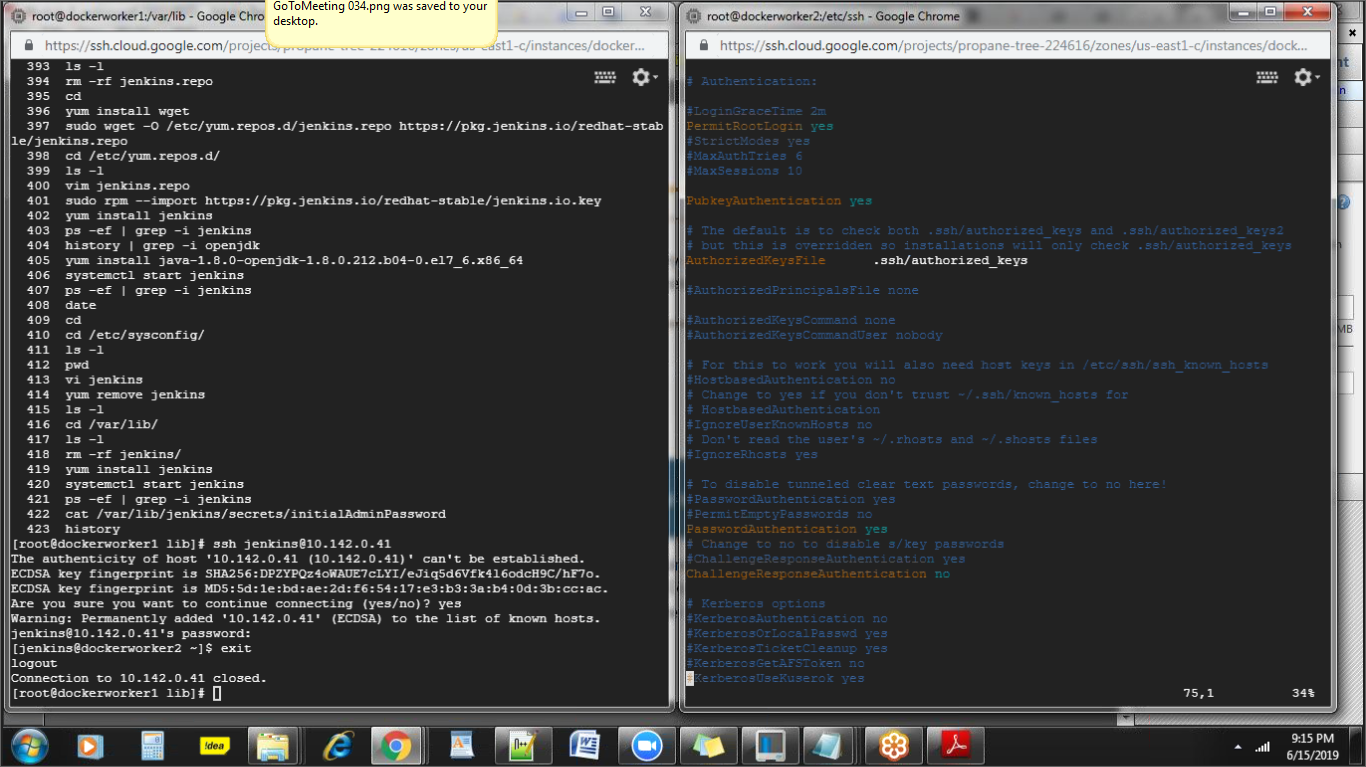 root@dockerworker1:/var/lib - Google Chro
GoToMeeting 034.png was saved to your
desktop.
https://ssh.cloud.google.com/projects/propane-tree-224616/zones/us-east1-c/instances/docker...
393 ls -l
394 rm -rf jenkins.repo
395 cd
396 yum install wget
397 sudo wget -O /etc/yum.repos.d/jenkins.repo https://pkg.jenkins.io/redhat-stab
le/jenkins.repo
398 cd /etc/yum.repos.d/
399 ls -l
400 vim jenkins.repo
401 sudo rpm --import https://pkg.jenkins.io/redhat-stable/jenkins.io.key
402 yum install jenkins
403 ps -ef | grep -i jenkins
404 history | grep -i openjdk
405 yum install java-1.8.0-openjdk-1.8.0.212.b04-0.el7_6.x86_64
406 systemctl start jenkins
407 ps -ef | grep -i jenkins
408 date
409 cd
410 cd /etc/sysconfig/
411 ls -l
412 pwd
413 vi jenkins
414 yum remove jenkins
415 ls -l
416 cd /var/lib/
417 ls -l
418 rm -rf jenkins/
419 yum install jenkins
420 systemctl start jenkins
421 ps -ef | grep -i jenkins
422 cat /var/lib/jenkins/secrets/initialAdminPassword
423 history
[root@dockerworker1 lib]# ssh jenkins@10.142.0.41
The authenticity of host '10.142.0.41 (10.142.0.41)' can't be established.
ECDSA key fingerprint is SHA256:DPZYPQz4oWAUE7cLYI/eJiq5d6Vfk4l6odcH9C/hF7o.
ECDSA key fingerprint is MD5:5d:1e:bd:ae:2d:f6:54:17:e3:b3:3a:b4:0d:3b:cc:ac.
Are you sure you want to continue connecting (yes/no)? yes
Warning: Permanently added '10.142.0.41' (ECDSA) to the list of known hosts.
jenkins@10.142.0.41's password:
[jenkins@dockerworker2 ~]$ exit
logout
Connection to 10.142.0.41 closed.
[root@dockerworker1 lib]#
root@dockerworker2:/etc/ssh - Google Chrome
https://ssh.cloud.google.com/projects/propane-tree-224616/zones/us-east1-c/instances/dock...
# Authentication:
#LoginGraceTime 2m
PermitRootLogin yes
#StrictModes yes
#MaxAuthTries 6
#MaxSessions 10
PubkeyAuthentication yes
# The default is to check both .ssh/authorized_keys and .ssh/authorized_keys2
# but this is overridden so installations will only check .ssh/authorized_keys
AuthorizedKeysFile .ssh/authorized_keys
#AuthorizedPrincipalsFile none
#AuthorizedKeysCommand none
#AuthorizedKeysCommandUser nobody
# For this to work you will also need host keys in /etc/ssh/ssh_known_hosts
#HostbasedAuthentication no
# Change to yes if you don't trust ~/.ssh/known_hosts for
# HostbasedAuthentication
#IgnoreUserKnownHosts no
# Don't read the user's ~/.rhosts and ~/.shosts files
#IgnoreRhosts yes
# To disable tunneled clear text passwords, change to no here!
#PasswordAuthentication yes
#PermitEmptyPasswords no
PasswordAuthentication yes
# Change to no to disable s/key passwords
#ChallengeResponseAuthentication yes
ChallengeResponseAuthentication no
# Kerberos options
#KerberosAuthentication no
#KerberosOrLocalPasswd yes
#KerberosTicketCleanup yes
#KerberosGetAFSToken no
#KerberosUseKuserok yes
75,1 34%
MB
!dea
9:15 PM
6/15/2019